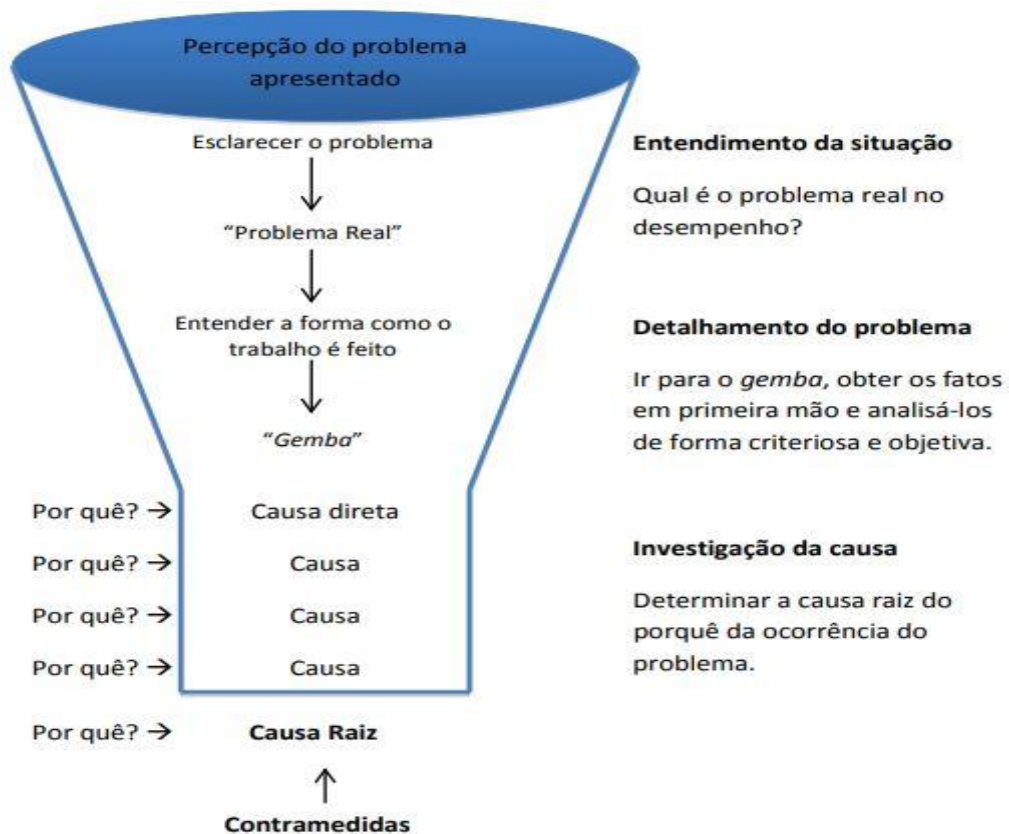 Percepção do problema
apresentado
Esclarecer o problema
“Problema Real”
Entender a forma como o
trabalho é feito
“Gemba”
Entendimento da situação
Qual é o problema real no
desempenho?
Detalhamento do problema
Ir para o gemba, obter os fatos
em primeira mão e analisá-los
de forma criteriosa e objetiva.
Por quê? → Causa direta
Por quê? → Causa
Por quê? → Causa
Por quê? → Causa
Por quê? → Causa Raiz
Investigação da causa
Determinar a causa raiz do
porquê da ocorrência do
problema.
Contramedidas